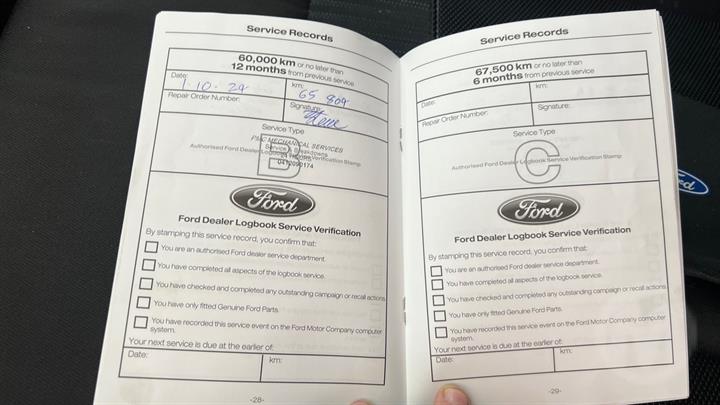 Service Records
60,000 km or no later than
12 months from previous service
Date:
1 10 · 24
km:
65 809
Repair Order Number:
Signature:
Steve
Service Type
B
P&C MECHANICAL SERVICES
Authorised Ford Dealer Logbook Service Verification Stamp
Service & Breakdowns
Ford
Ford Dealer Logbook Service Verification
By stamping this service record, you confirm that:
You are an authorised Ford dealer service department.
You have completed all aspects of the logbook service.
You have checked and completed any outstanding campaign or recall actions
You have only fitted Genuine Ford Parts.
You have recorded this service event on the Ford Motor Company computer
system.
Your next service is due at the earlier of:
Date:
km:
-28-
Service Records
67,500 km or no later than
6 months from previous service
Date:
km:
Repair Order Number:
Signature:
Service Type
C
Authorised Ford Dealer Logbook Service Verification Stamp
Ford
Ford Dealer Logbook Service Verification
By stamping this service record, you confirm that:
You are an authorised Ford dealer service department.
You have completed all aspects of the logbook service.
You have checked and completed any outstanding campaign or recall actions
You have only fitted Genuine Ford Parts.
You have recorded this service event on the Ford Motor Company computer
system.
Your next service is due at the earlier of:
Date:
km:
-29-